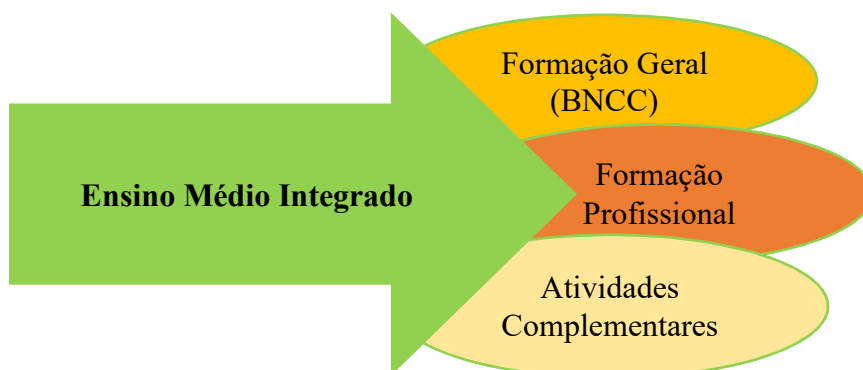 Formação Geral
(BNCC)
Ensino Médio Integrado
Formação
Profissional
Atividades
Complementares